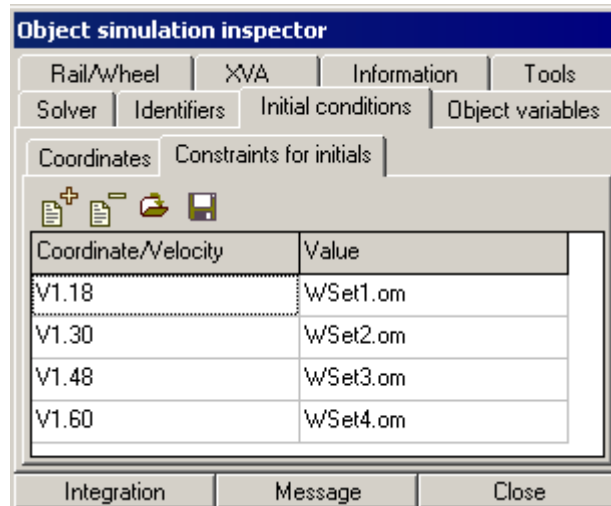 Object simulation inspector
Rail/Wheel XVA Information Tools
Solver Identifiers Initial conditions Object variables
Coordinates Constraints for initials
Coordinate/Velocity Value
V1.18 WSet1.om
V1.30 WSet2.om
V1.48 WSet3.om
V1.60 WSet4.om
Integration Message Close